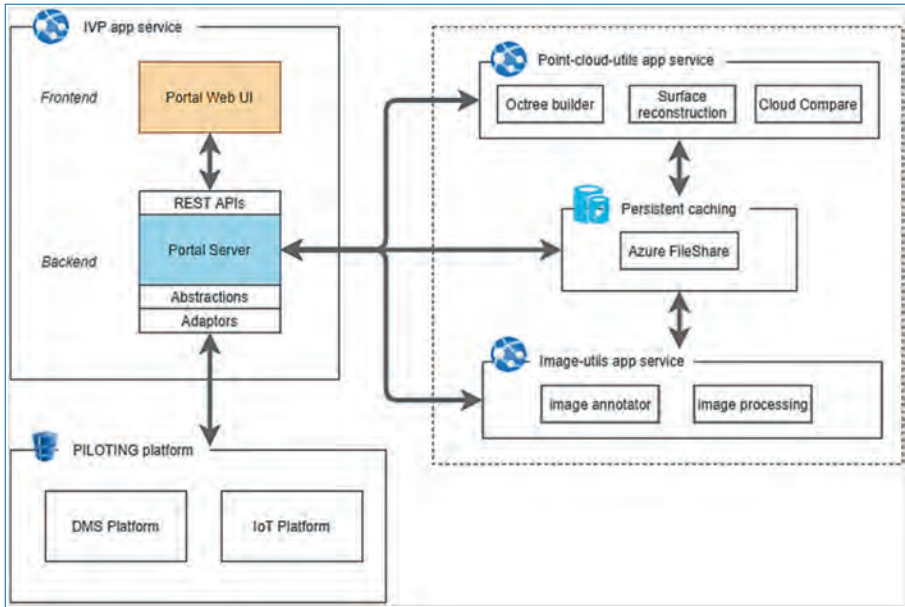 IVP app service
Frontend
Portal Web UI
REST APIs
Portal Server
Backend
Abstractions
Adaptors
PILOTING platform
DMS Platform
IoT Platform
Point-cloud-utils app service
Octree builder
Surface
reconstruction
Cloud Compare
Persistent caching
Azure FileShare
Image-utils app service
Image annotator
Image processing